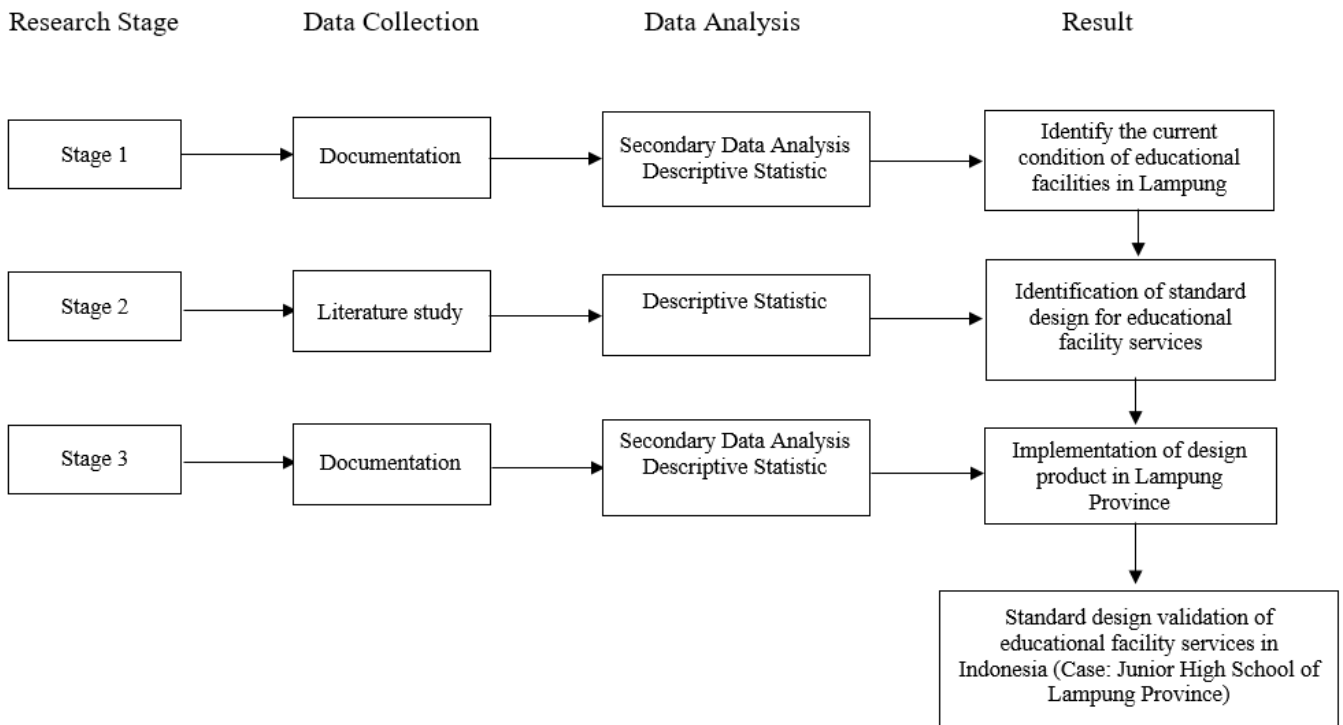 Research Stage
Data Collection
Data Analysis
Result
Stage 1
Documentation
Secondary Data Analysis
Descriptive Statistic
Identify the current
condition of educational
facilities in Lampung
Stage 2
Literature study
Descriptive Statistic
Identification of standard
design for educational
facility services
Stage 3
Documentation
Secondary Data Analysis
Descriptive Statistic
Implementation of design
product in Lampung
Province
Standard design validation of
educational facility services in
Indonesia (Case: Junior High School of
Lampung Province)